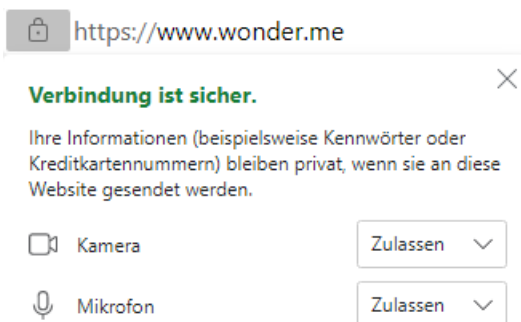 https://www.wonder.me
Verbindung ist sicher.
Ihre Informationen (beispielsweise Kennwörter oder
Kreditkartennummern) bleiben privat, wenn sie an diese
Website gesendet werden.
Kamera Zulassen
Mikrofon Zulassen